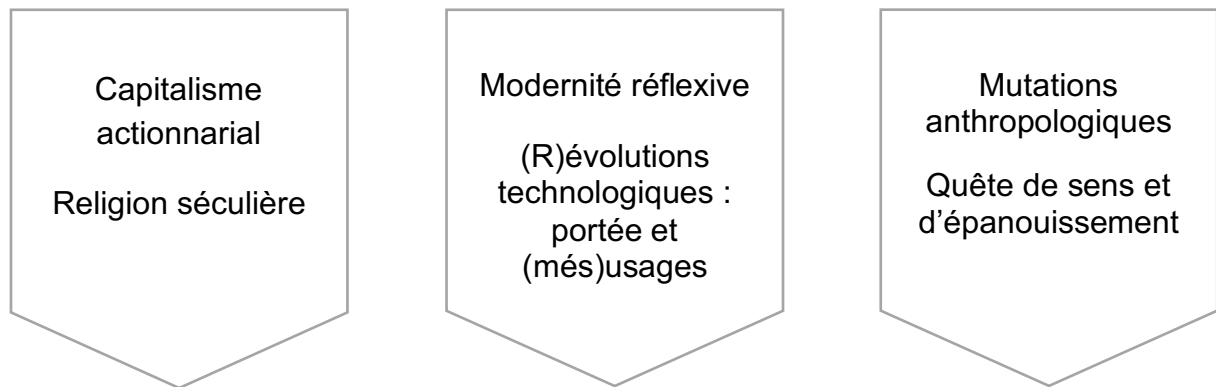 Capitalisme
actionnarial
Religion séculière
Modernité réflexive
(R)évolutions
technologiques :
portée et
(més)usages
Mutations
anthropologiques
Quête de sens et
d’épanouissement